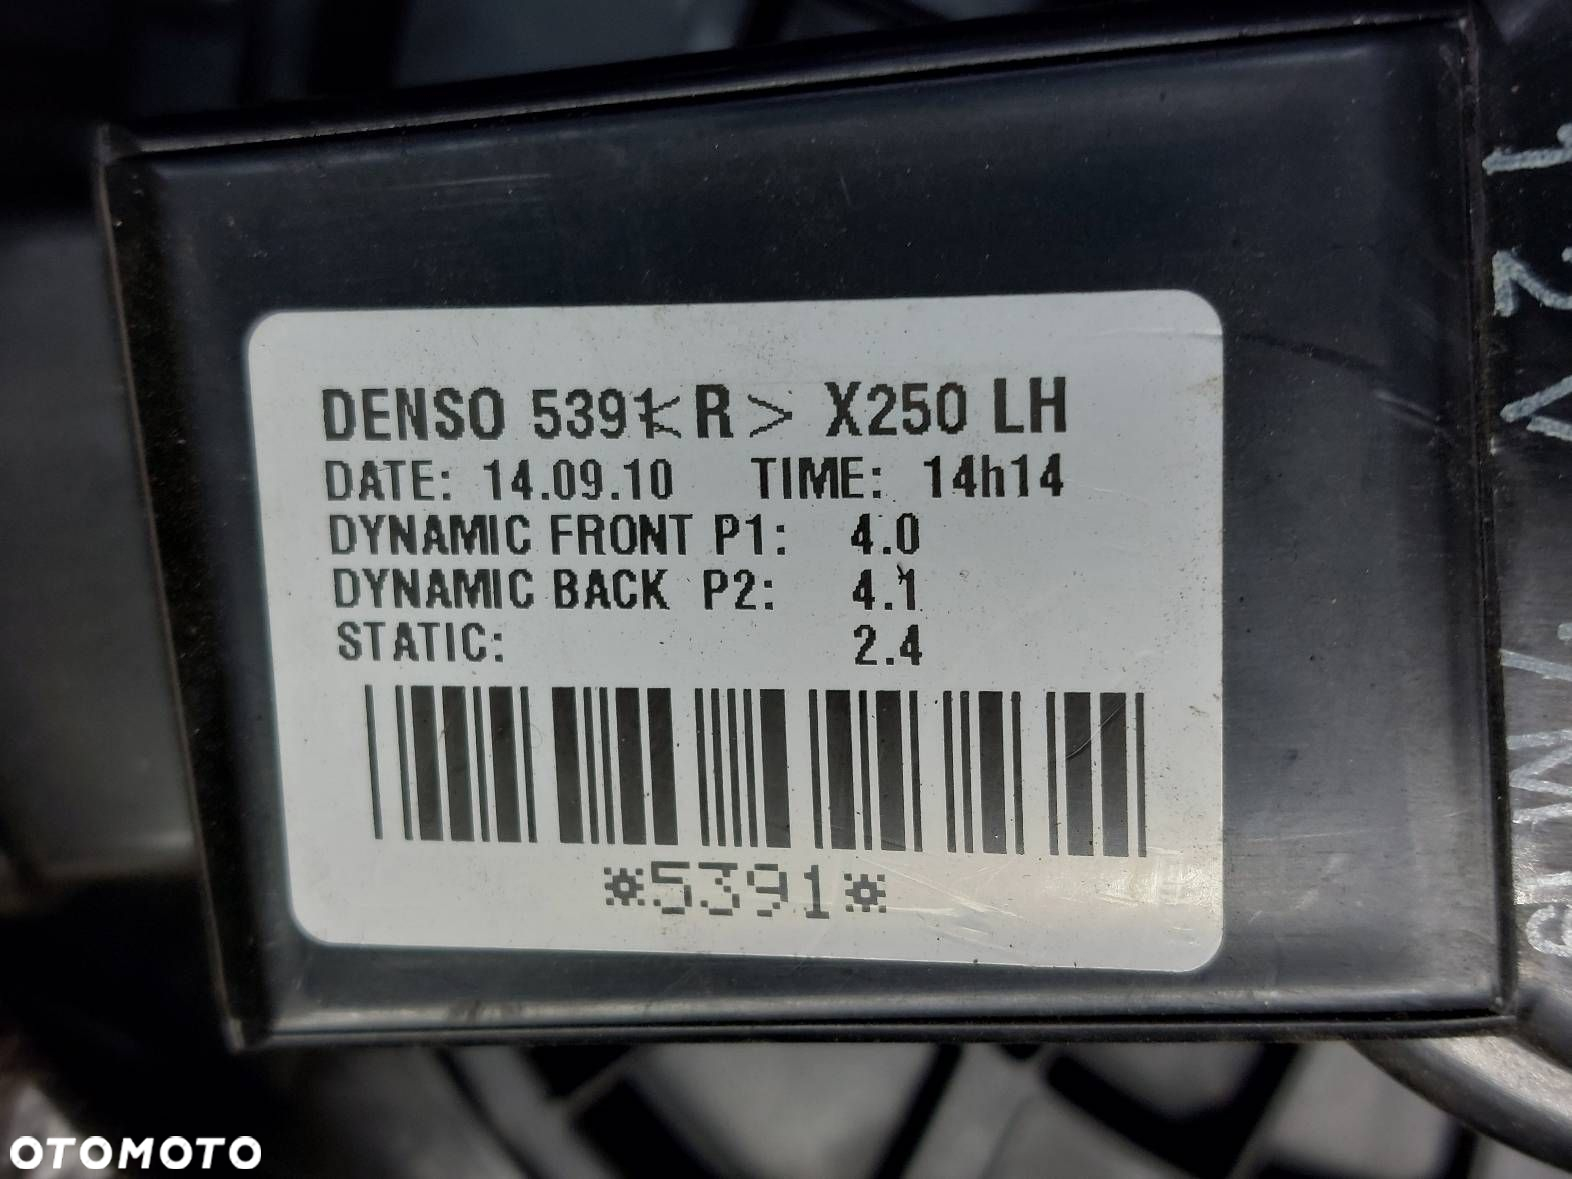 DENSO 5391<R> X250 LH
DATE: 14.09.10 TIME: 14h14
DYNAMIC FRONT P1: 4.0
DYNAMIC BACK P2: 4.1
STATIC: 2.4
*5391*
OTOMOTO